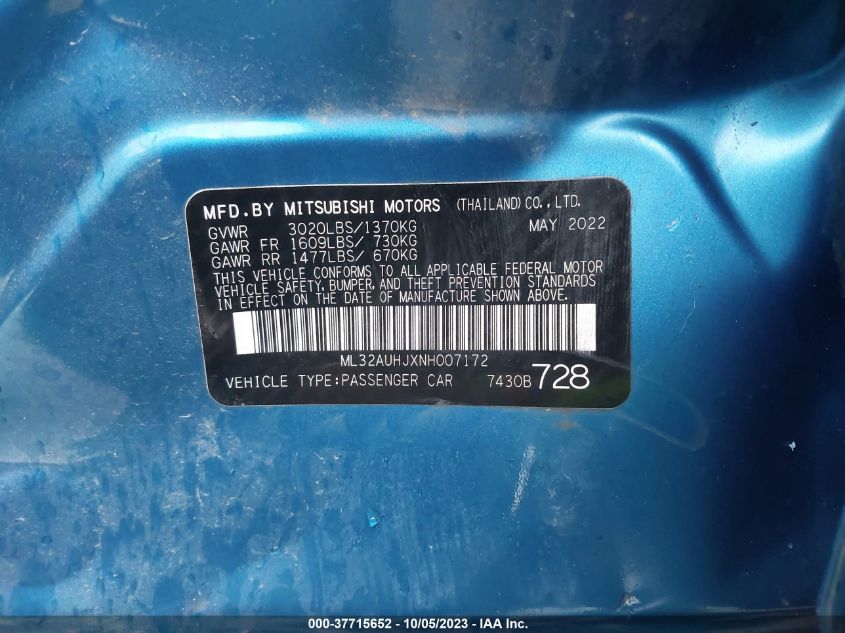 MFD.BY MITSUBISHI MOTORS (THAILAND) CO.,LTD.
GVWR 3020LBS/1370KG MAY 2022
GAWR FR 1609LBS/ 730KG
GAWR RR 1477LBS/ 670KG
THIS VEHICLE CONFORMS TO ALL APPLICABLE FEDERAL MOTOR
VEHICLE SAFETY, BUMPER, AND THEFT PREVENTION STANDARDS
IN EFFECT ON THE DATE OF MANUFACTURE SHOWN ABOVE.
ML32AUHJXNH007172
VEHICLE TYPE:PASSENGER CAR 7430B 728
000-37715652 - 10/05/2023 - IAA Inc.